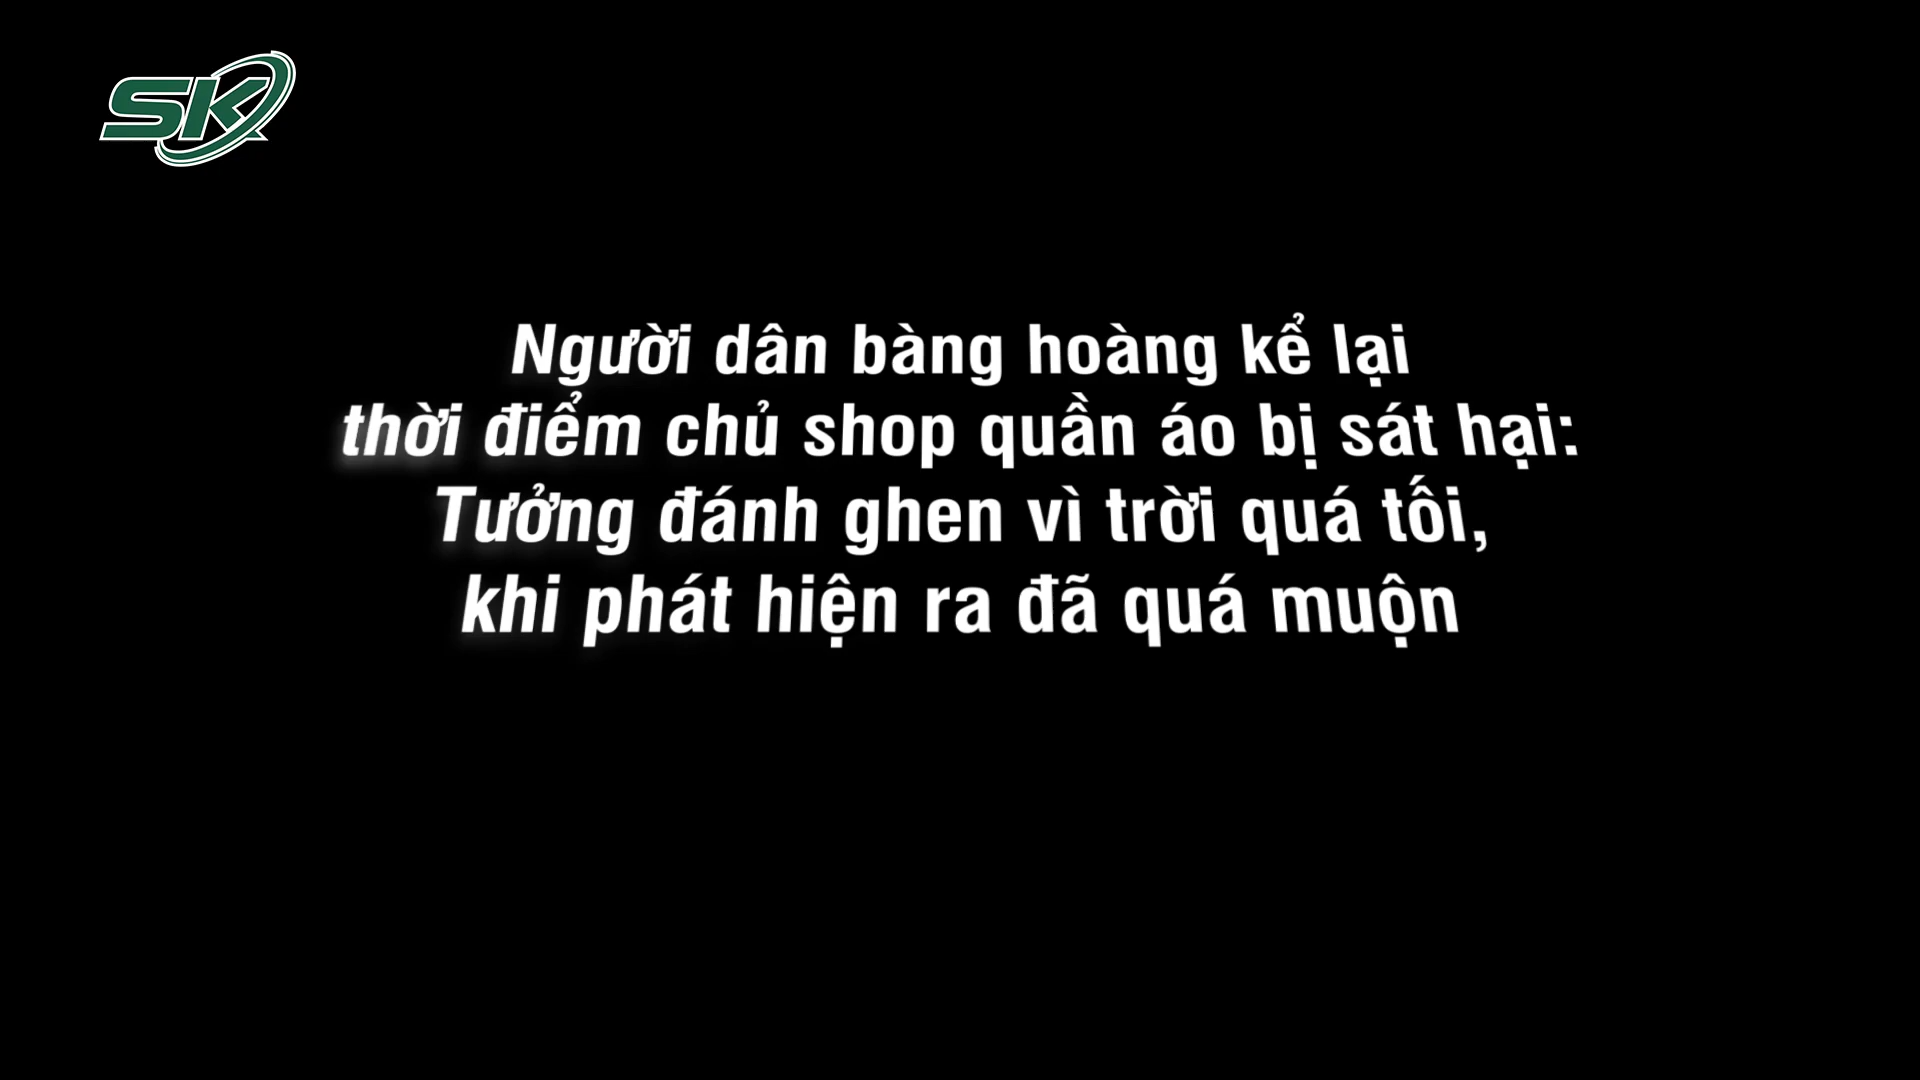 SK
Người dân bàng hoàng kể lại
thời điểm chủ shop quần áo bị sát hại:
Tưởng đánh ghen vì trời quá tối,
khi phát hiện ra đã quá muộn